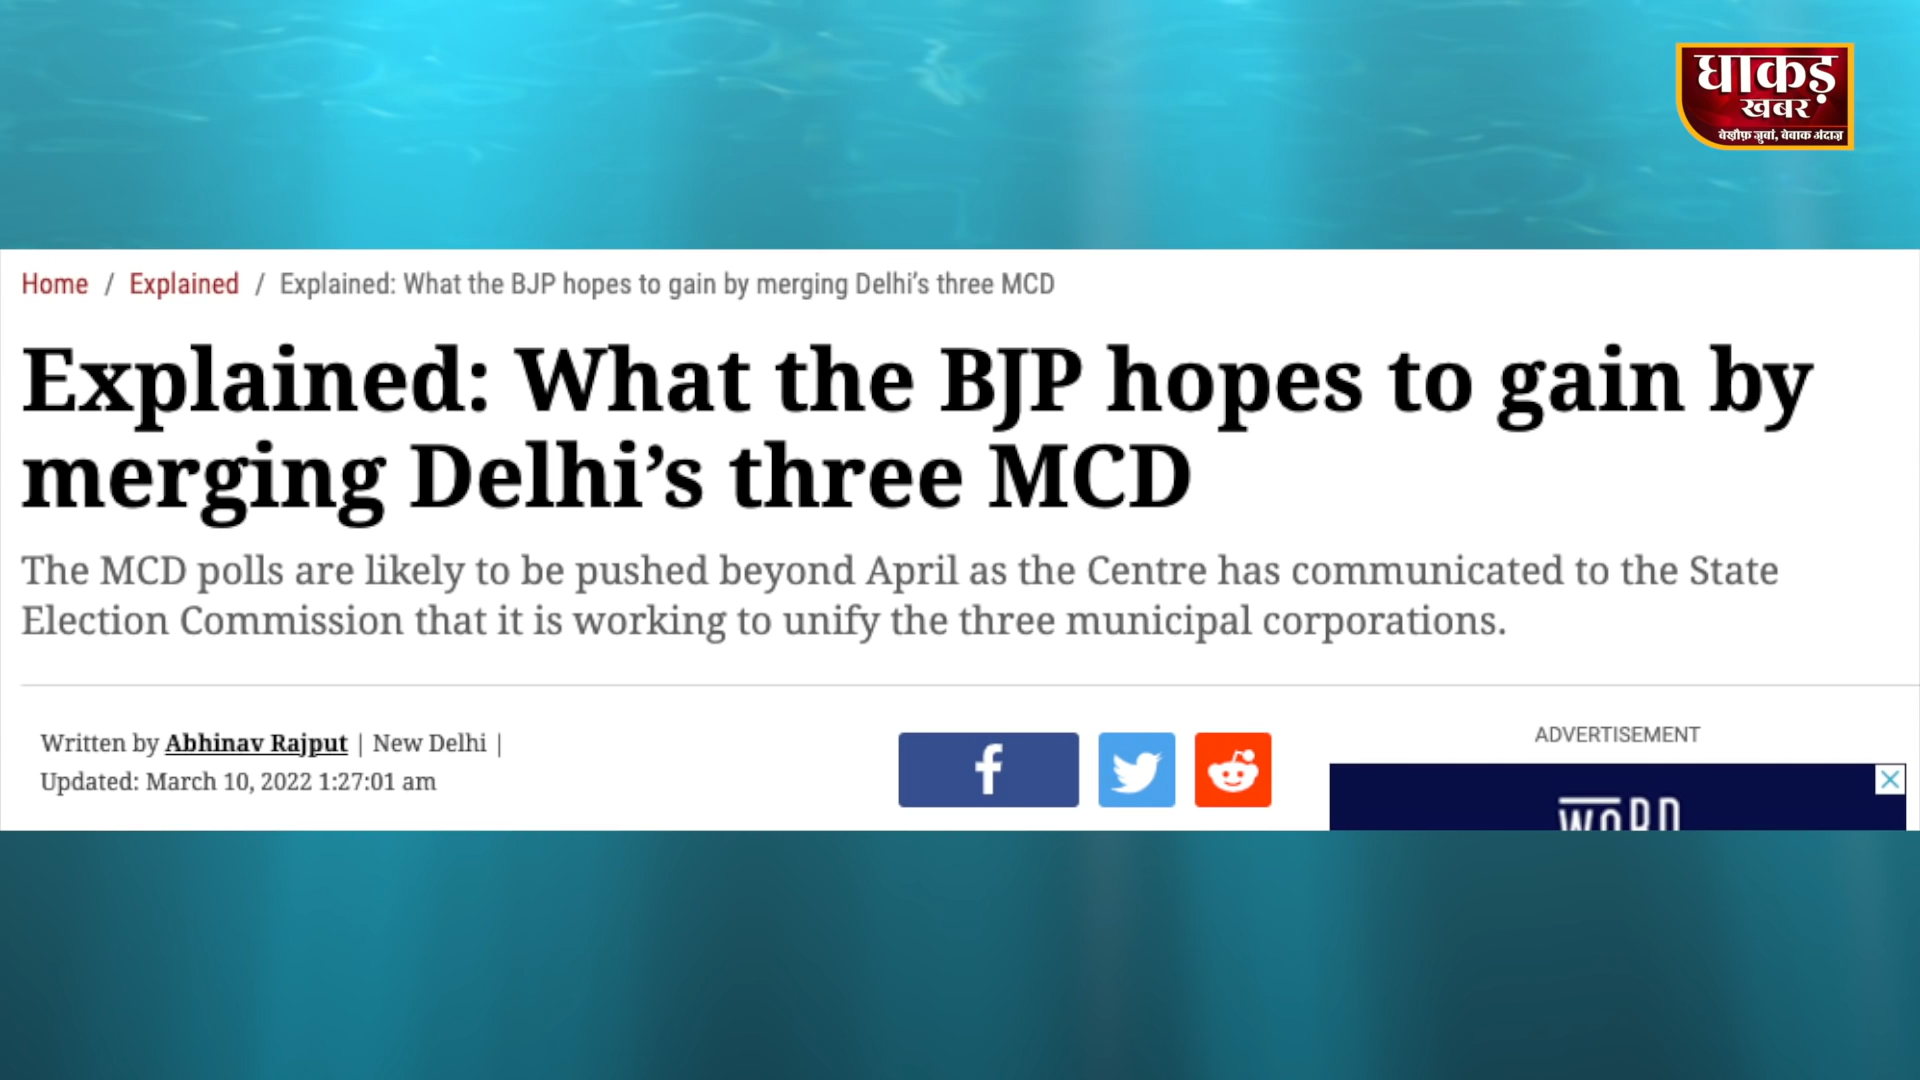 धाकड़
खबर
बेख़ौफ़ जुबां, बेबाक अंदाज़
Home / Explained / Explained: What the BJP hopes to gain by merging Delhi’s three MCD
Explained: What the BJP hopes to gain by
merging Delhi’s three MCD
The MCD polls are likely to be pushed beyond April as the Centre has communicated to the State
Election Commission that it is working to unify the three municipal corporations.
Written by Abhinav Rajput | New Delhi |
Updated: March 10, 2022 1:27:01 am
ADVERTISEMENT